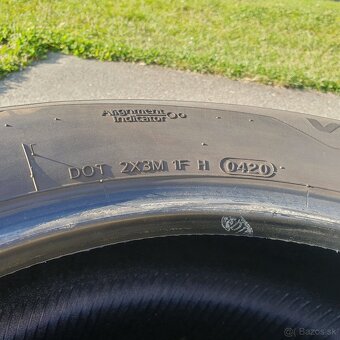 Alignment
Indicator
DOT 2X3M 1F H 0420
© Bazos.sk